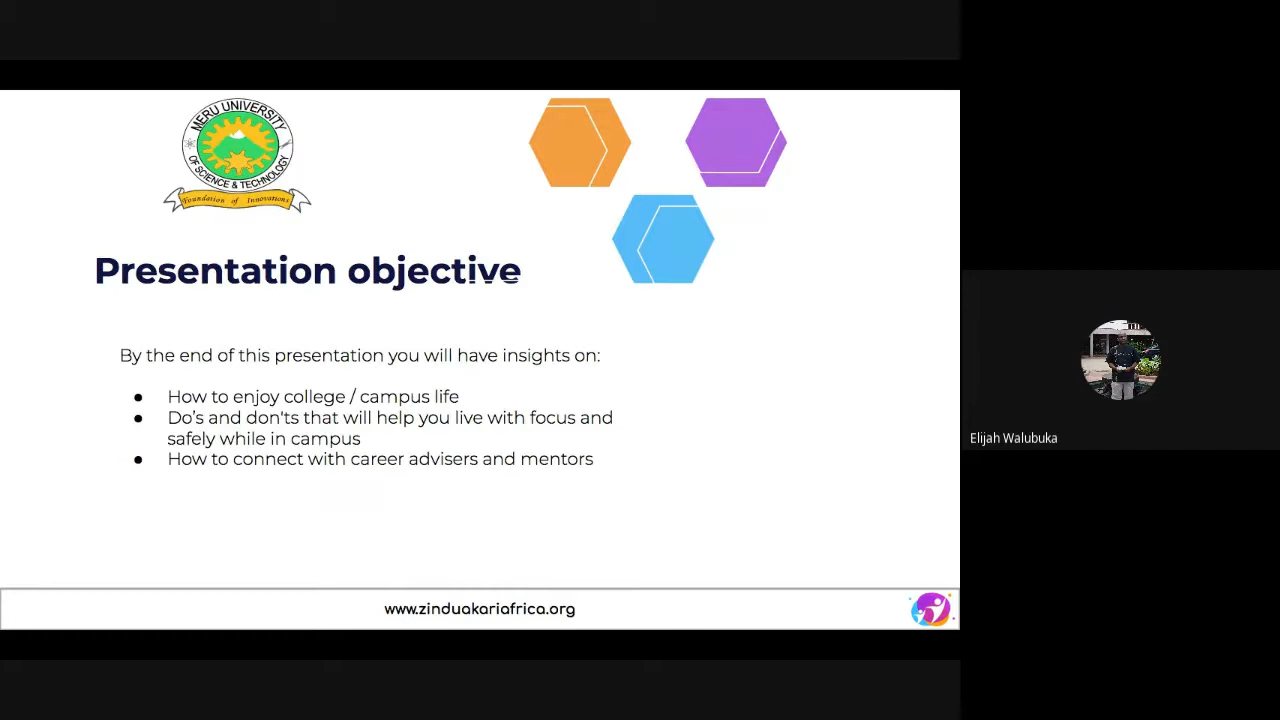 MERU UNIVERSITY
OF SCIENCE & TECHNOLOGY
Foundation of Innovations
Presentation objective
By the end of this presentation you will have insights on:
● How to enjoy college / campus life
● Do’s and don'ts that will help you live with focus and
safely while in campus
● How to connect with career advisers and mentors
www.zinduakariafrica.org
Elijah Walubuka